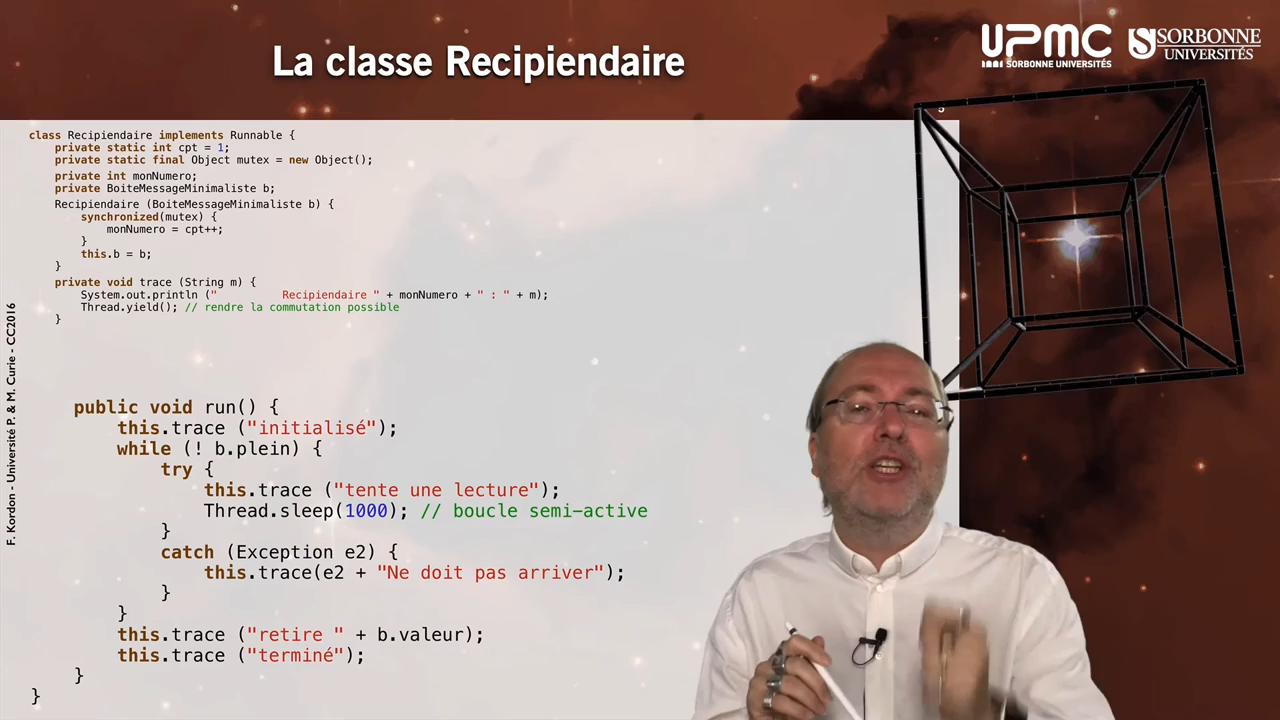 La classe Recipiendaire
UPMC
SORBONNE UNIVERSITÉS
SORBONNE
UNIVERSITÉS
5
class Recipiendaire implements Runnable {
    private static int cpt = 1;
    private static final Object mutex = new Object();
    private int monNumero;
    private BoiteMessageMinimaliste b;
    Recipiendaire (BoiteMessageMinimaliste b) {
        synchronized(mutex) {
            monNumero = cpt++;
        }
        this.b = b;
    }
    private void trace (String m) {
        System.out.println ("          Recipiendaire " + monNumero + " : " + m);
        Thread.yield(); // rendre la commutation possible
    }
    public void run() {
        this.trace ("initialisé");
        while (! b.plein) {
            try {
                this.trace ("tente une lecture");
                Thread.sleep(1000); // boucle semi-active
            }
            catch (Exception e2) {
                this.trace(e2 + "Ne doit pas arriver");
            }
        }
        this.trace ("retire " + b.valeur);
        this.trace ("terminé");
    }
}
F. Kordon - Université P. & M. Curie - CC2016